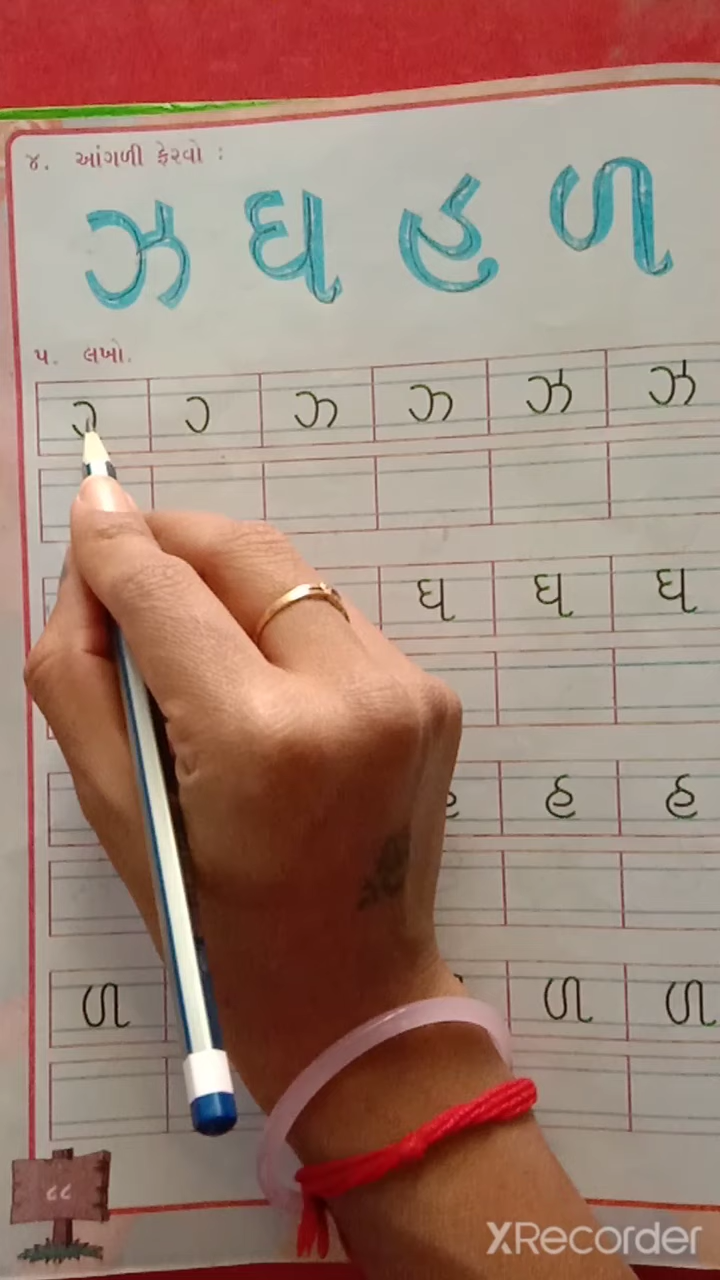 ૪. આંગળી ફેરવો :
ઝ ઘ હ ળ
૫. લખો.
ઝ ઝ
ઘ ઘ ઘ
હ હ
ળ ળ ળ
૮૮
XRecorder